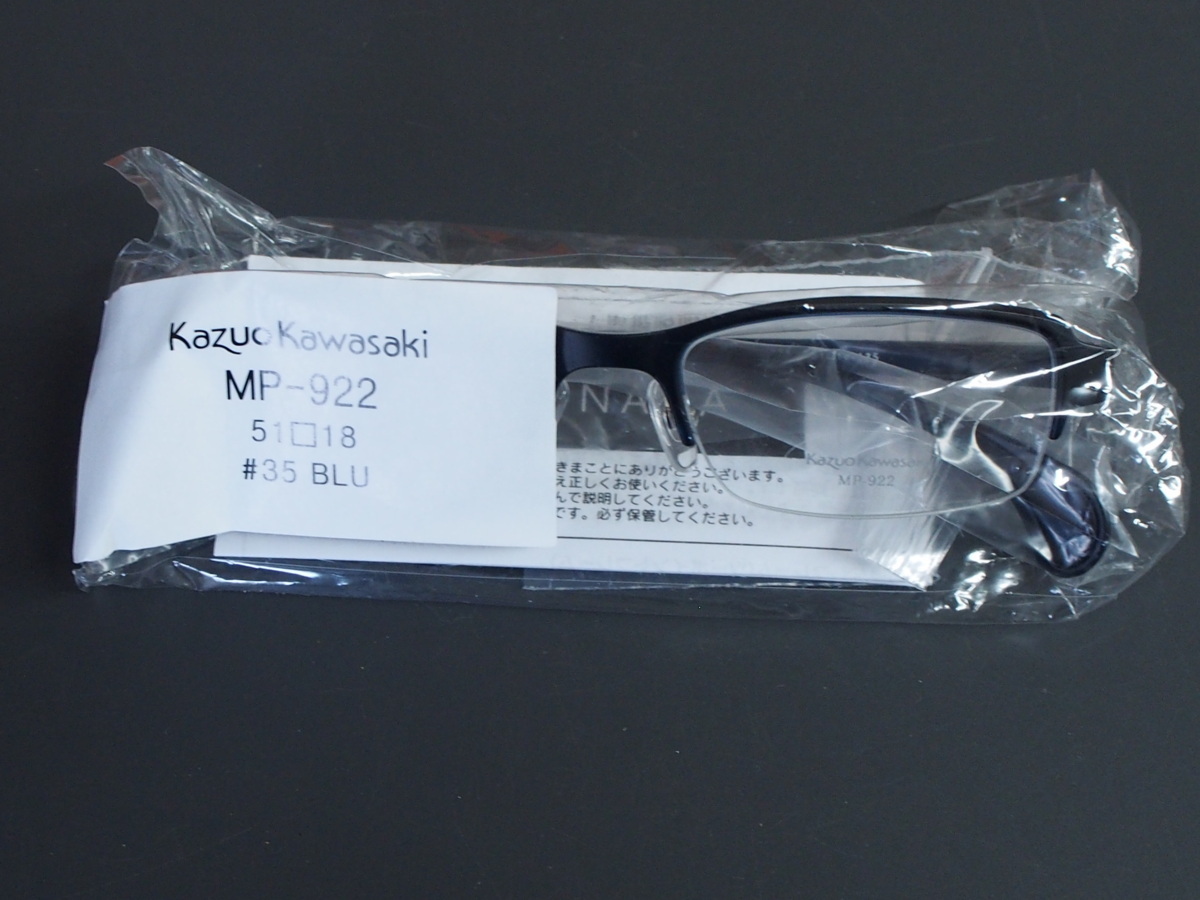 Kazuo Kawasaki
MP-922
51□18
#35 BLU
きまことにありがとうございます。
え正しくお使いください。
んで説明してください。
です。必ず保管してください。
Kazuo Kawasaki
MP-922